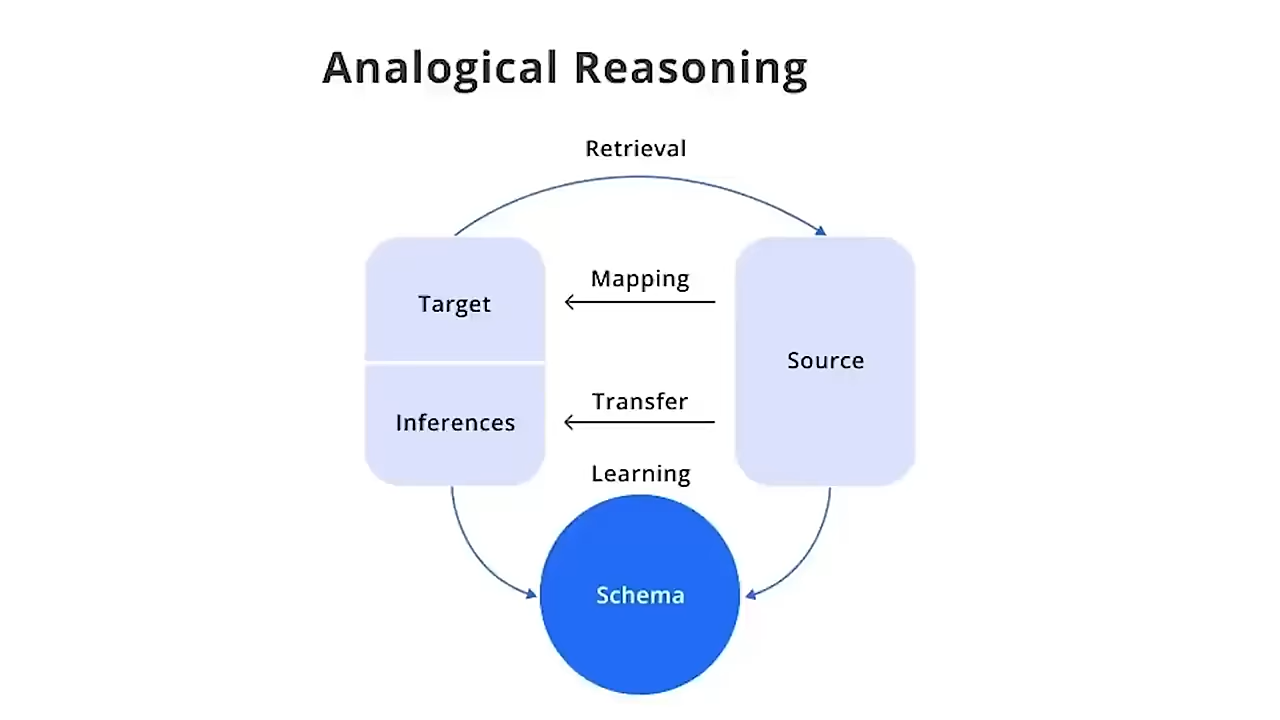 Analogical Reasoning
Retrieval
Mapping
Target
Source
Transfer
Inferences
Learning
Schema